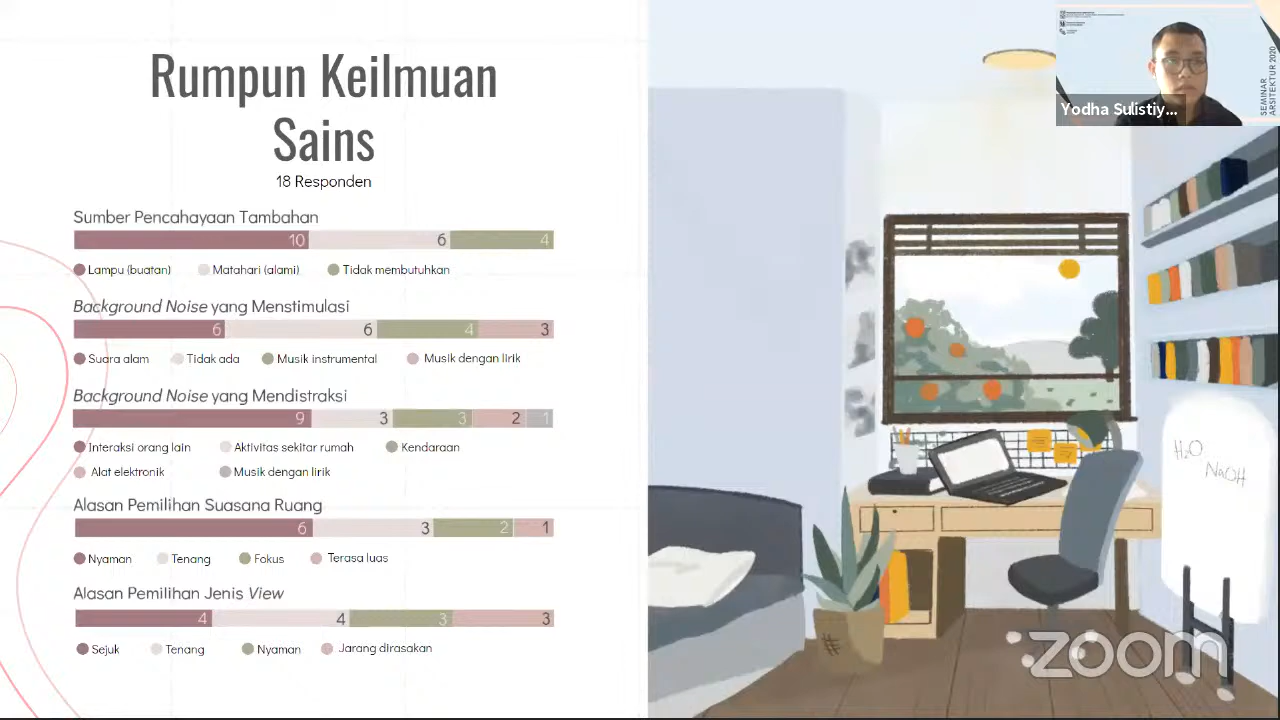 Rumpun Keilmuan
Sains
18 Responden
Sumber Pencahayaan Tambahan
10 6 4
Lampu (buatan) Matahari (alami) Tidak membutuhkan
Background Noise yang Menstimulasi
6 6 4 3
Suara alam Tidak ada Musik instrumental Musik dengan lirik
Background Noise yang Mendistraksi
9 3 3 2 1
Interaksi orang lain Aktivitas sekitar rumah Kendaraan
Alat elektronik Musik dengan lirik
Alasan Pemilihan Suasana Ruang
6 3 2 1
Nyaman Tenang Fokus Terasa luas
Alasan Pemilihan Jenis View
4 4 3 3
Sejuk Tenang Nyaman Jarang dirasakan
Yodha Sulistiy...
SEMINAR
ARSITEKTUR 2020
H2O
NaOH
zoom